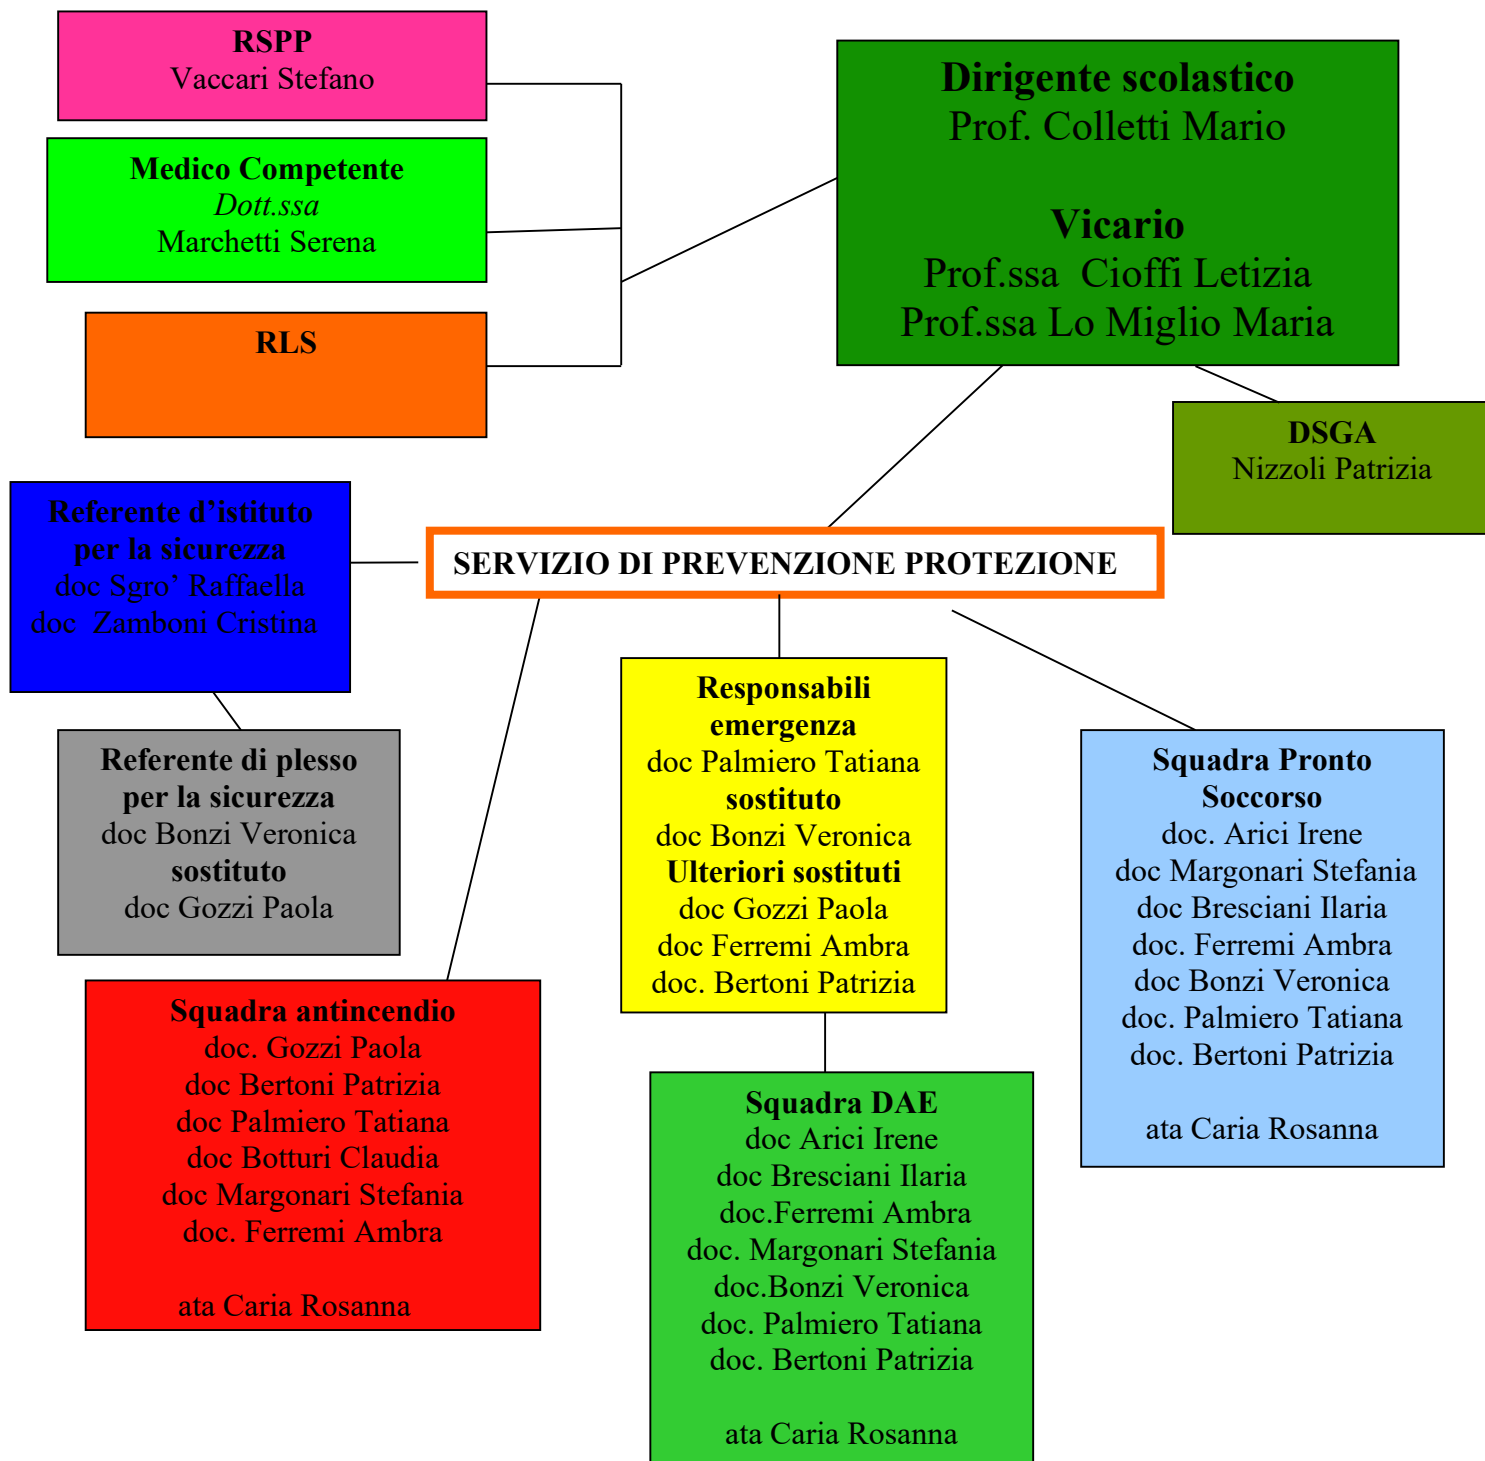 RSPP
Vaccari Stefano
Dirigente scolastico
Prof. Colletti Mario
Vicario
Prof.ssa Cioffi Letizia
Prof.ssa Lo Miglio Maria
Medico Competente
Dott.ssa
Marchetti Serena
RLS
DSGA
Nizzoli Patrizia
Referente d’istituto
per la sicurezza
doc Sgro’ Raffaella
doc Zamboni Cristina
SERVIZIO DI PREVENZIONE PROTEZIONE
Referente di plesso
per la sicurezza
doc Bonzi Veronica
sostituto
doc Gozzi Paola
Responsabili
emergenza
doc Palmiero Tatiana
sostituto
doc Bonzi Veronica
Ulteriori sostituti
doc Gozzi Paola
doc Ferremi Ambra
doc. Bertoni Patrizia
Squadra Pronto
Soccorso
doc. Arici Irene
doc Margonari Stefania
doc Bresciani Ilaria
doc. Ferremi Ambra
doc Bonzi Veronica
doc. Palmiero Tatiana
doc. Bertoni Patrizia
ata Caria Rosanna
Squadra antincendio
doc. Gozzi Paola
doc Bertoni Patrizia
doc Palmiero Tatiana
doc Botturi Claudia
doc Margonari Stefania
doc. Ferremi Ambra
ata Caria Rosanna
Squadra DAE
doc Arici Irene
doc Bresciani Ilaria
doc.Ferremi Ambra
doc. Margonari Stefania
doc.Bonzi Veronica
doc. Palmiero Tatiana
doc. Bertoni Patrizia
ata Caria Rosanna